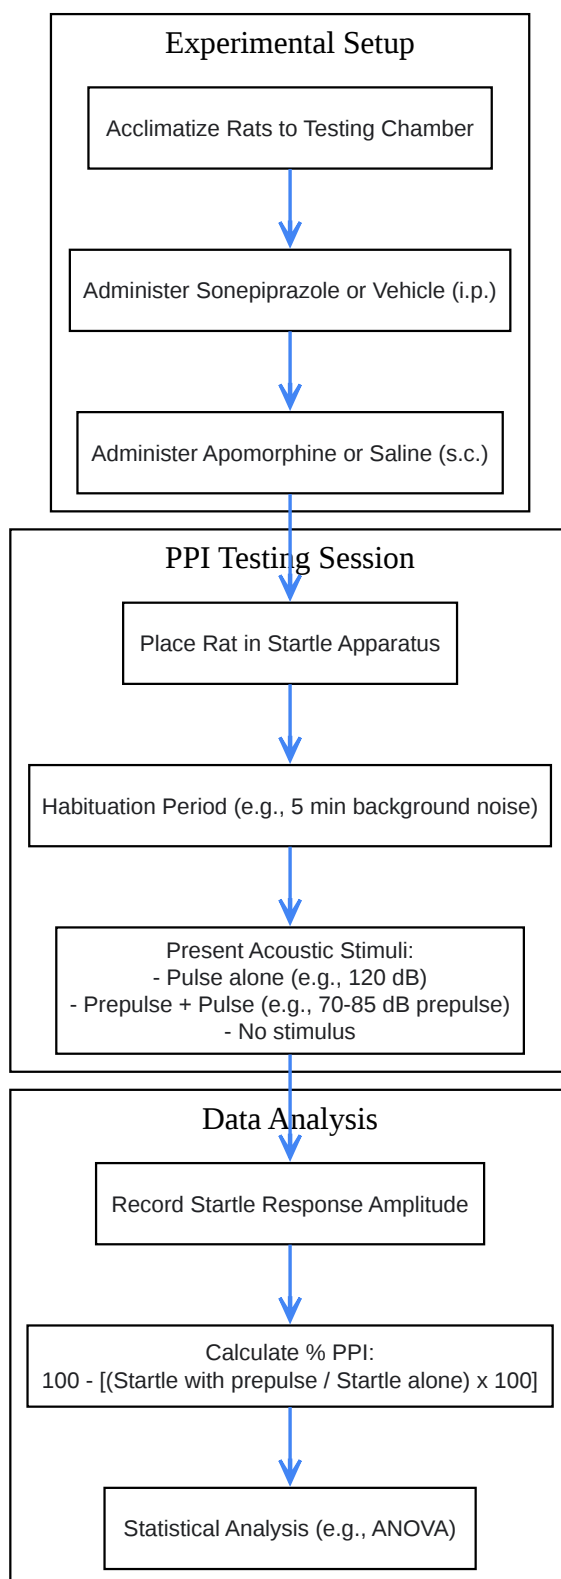 Experimental Setup
Acclimatize Rats to Testing Chamber
Administer Sonepiprazole or Vehicle (i.p.)
Administer Apomorphine or Saline (s.c.)
PPI Testing Session
Place Rat in Startle Apparatus
Habituation Period (e.g., 5 min background noise)
Present Acoustic Stimuli:
- Pulse alone (e.g., 120 dB)
- Prepulse + Pulse (e.g., 70-85 dB prepulse)
- No stimulus
Data Analysis
Record Startle Response Amplitude
Calculate % PPI:
100 - [(Startle with prepulse / Startle alone) x 100]
Statistical Analysis (e.g., ANOVA)